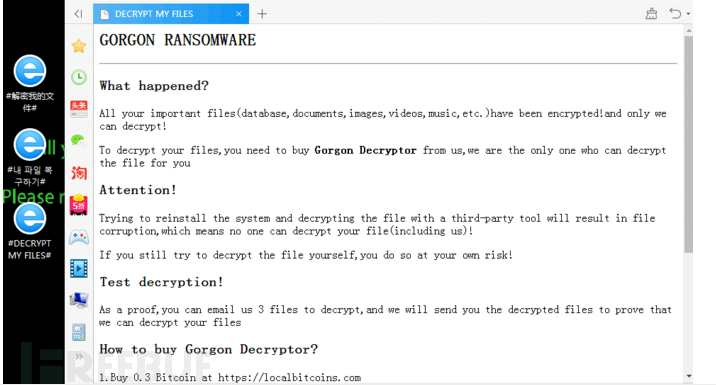 DECRYPT MY FILES
#解密我的文
件#
#내 파일 복
구하기#
#DECRYPT
MY FILES#
Please
头条
淘
GORGON RANSOMWARE
What happened?
All your important files(database,documents,images,videos,music,etc.)have been encrypted!and only we
can decrypt!
To decrypt your files,you need to buy Gorgon Decryptor from us,we are the only one who can decrypt
the file for you
Attention!
Trying to reinstall the system and decrypting the file with a third-party tool will result in file
corruption,which means no one can decrypt your file(including us)!
If you still try to decrypt the file yourself,you do so at your own risk!
Test decryption!
As a proof,you can email us 3 files to decrypt,and we will send you the decrypted files to prove that
we can decrypt your files
How to buy Gorgon Decryptor?
1.Buy 0.3 Bitcoin at https://localbitcoins.com
FREEBUF